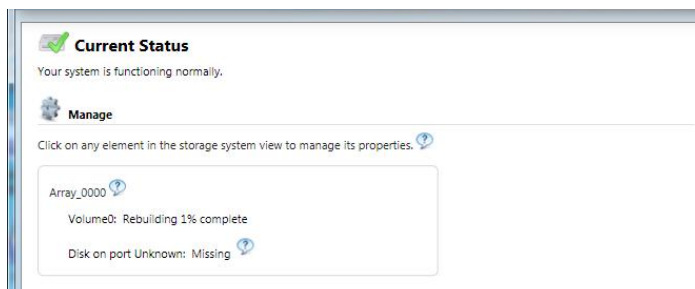 Current Status
Your system is functioning normally.
Manage
Click on any element in the storage system view to manage its properties.
Array_0000
Volume0: Rebuilding 1% complete
Disk on port Unknown: Missing